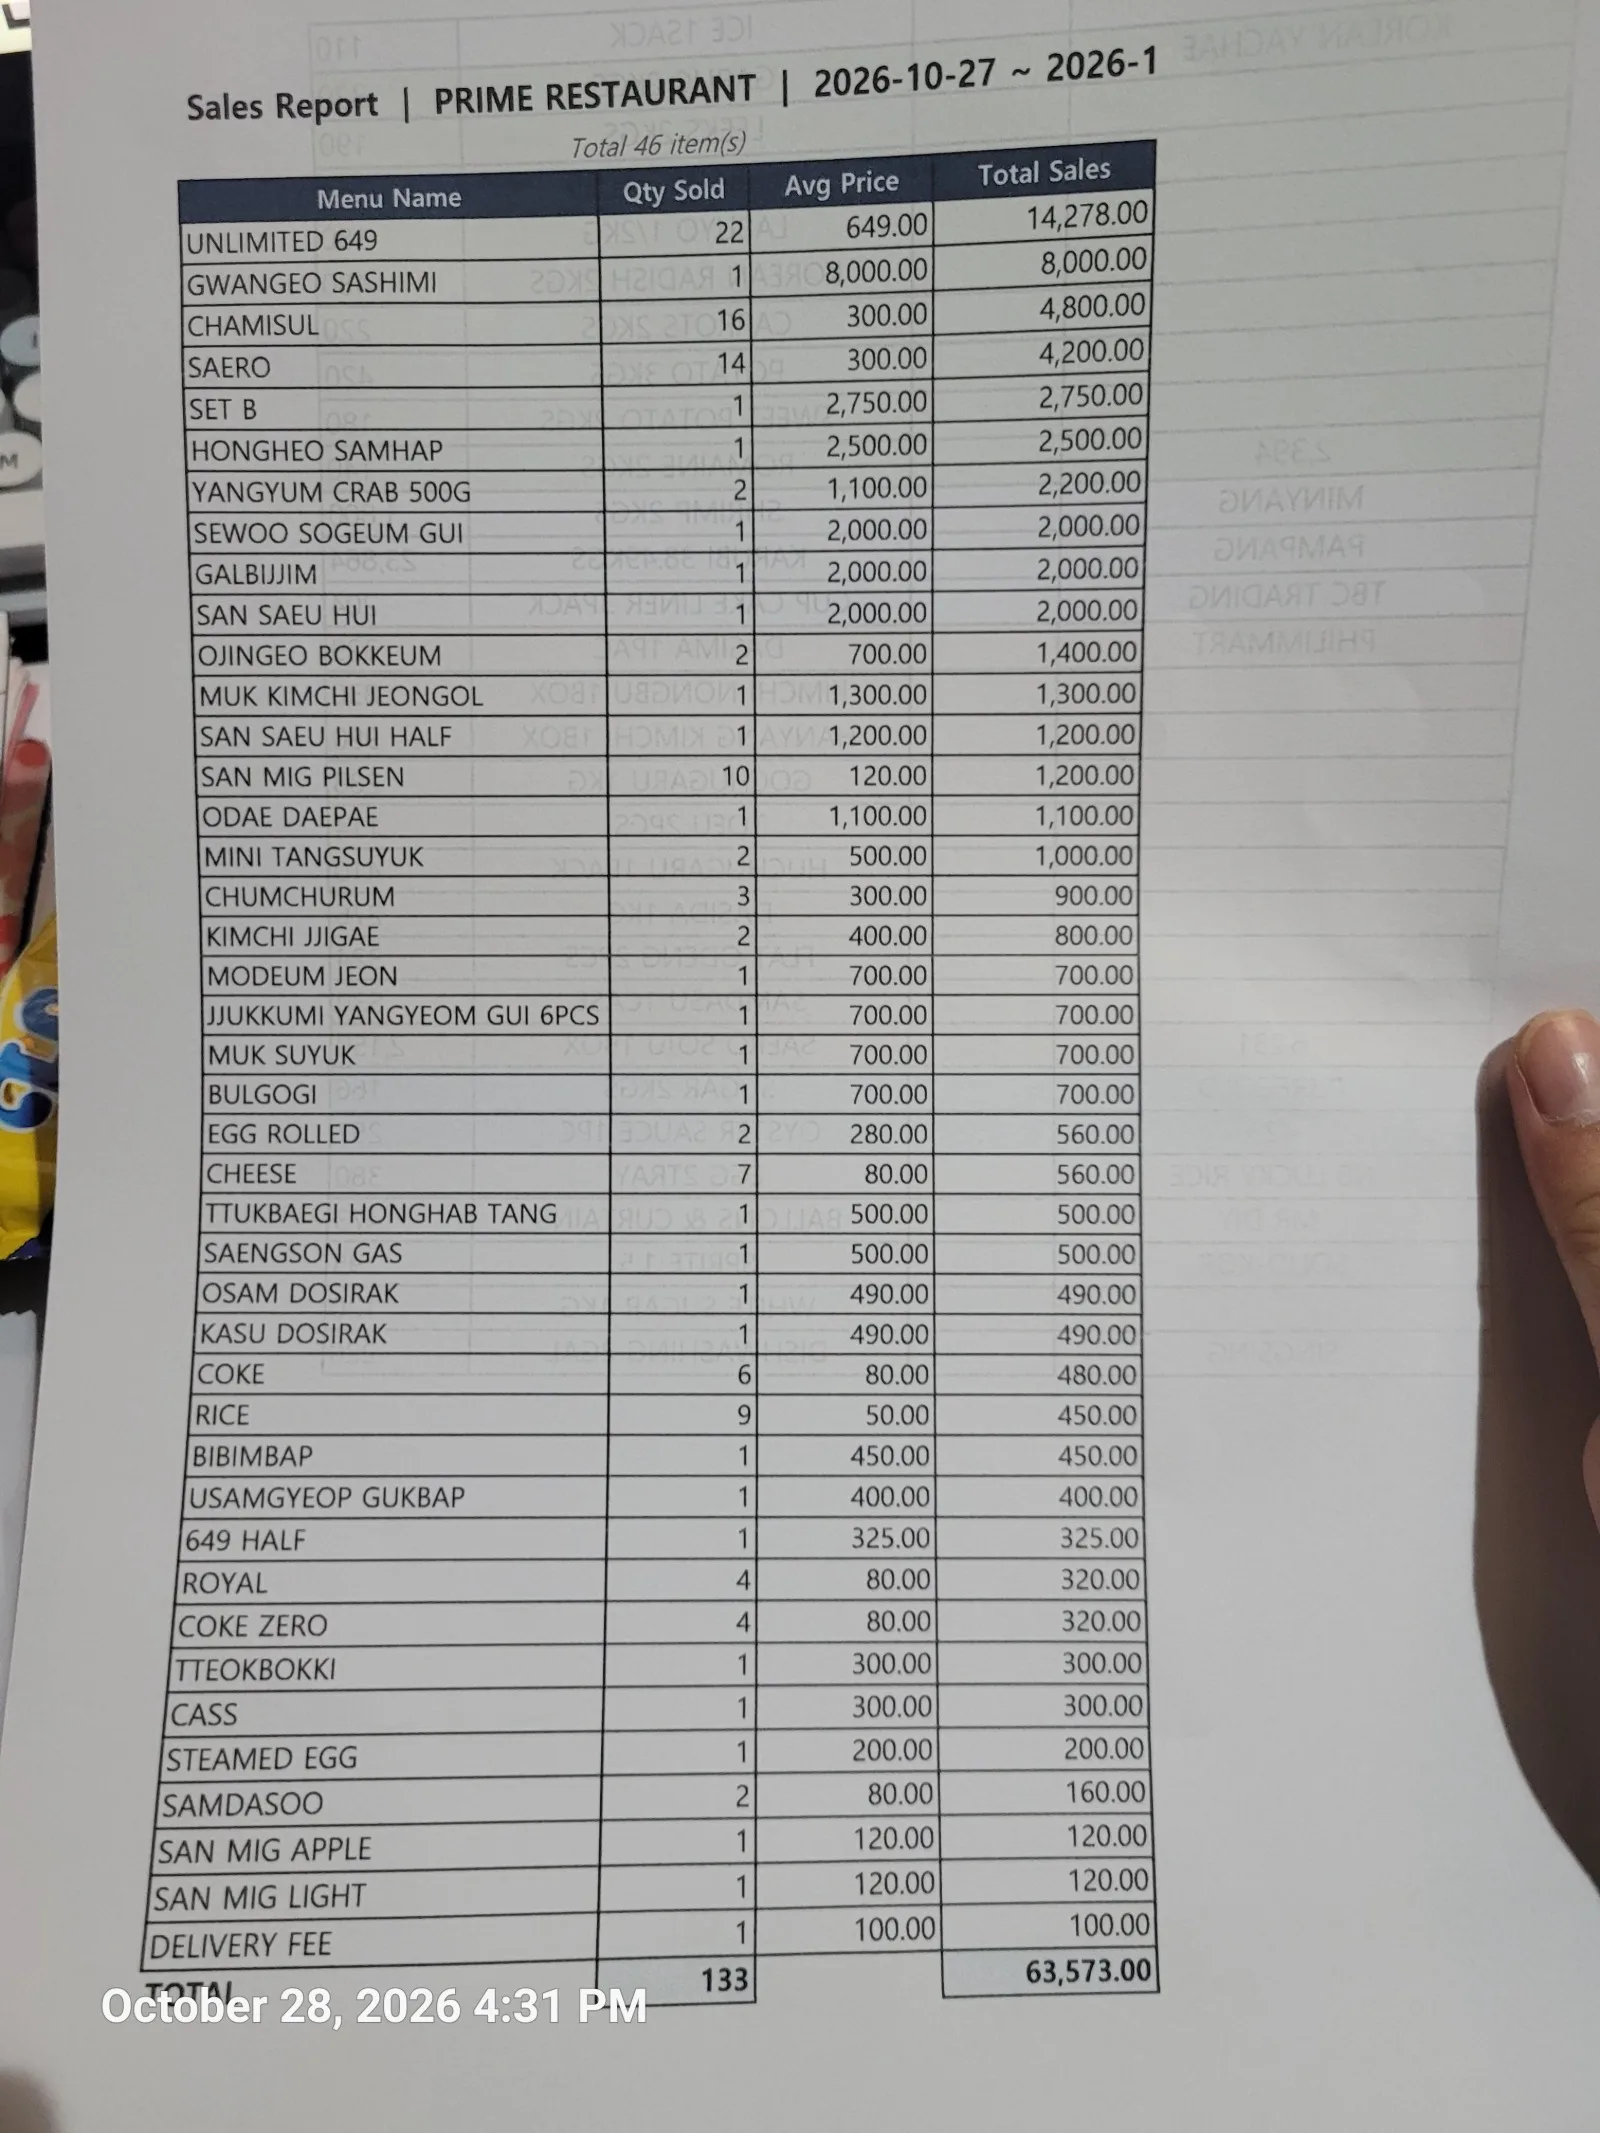 Sales Report | PRIME RESTAURANT | 2026-10-27 ~ 2026-1
Total 46 item(s)
Menu Name Qty Sold Avg Price Total Sales
UNLIMITED 649 22 649.00 14,278.00
GWANGEO SASHIMI 1 8,000.00 8,000.00
CHAMISUL 16 300.00 4,800.00
SAERO 14 300.00 4,200.00
SET B 1 2,750.00 2,750.00
HONGHEO SAMHAP 1 2,500.00 2,500.00
YANGYUM CRAB 500G 2 1,100.00 2,200.00
SEWOO SOGEUM GUI 1 2,000.00 2,000.00
GALBIJJIM 1 2,000.00 2,000.00
SAN SAEU HUI 1 2,000.00 2,000.00
OJINGEO BOKKEUM 2 700.00 1,400.00
MUK KIMCHI JEONGOL 1 1,300.00 1,300.00
SAN SAEU HUI HALF 1 1,200.00 1,200.00
SAN MIG PILSEN 10 120.00 1,200.00
ODAE DAEPAE 1 1,100.00 1,100.00
MINI TANGSUYUK 2 500.00 1,000.00
CHUMCHURUM 3 300.00 900.00
KIMCHI JJIGAE 2 400.00 800.00
MODEUM JEON 1 700.00 700.00
JJUKKUMI YANGYEOM GUI 6PCS 1 700.00 700.00
MUK SUYUK 1 700.00 700.00
BULGOGI 1 700.00 700.00
EGG ROLLED 2 280.00 560.00
CHEESE 7 80.00 560.00
TTUKBAEGI HONGHAB TANG 1 500.00 500.00
SAENGSON GAS 1 500.00 500.00
OSAM DOSIRAK 1 490.00 490.00
KASU DOSIRAK 1 490.00 490.00
COKE 6 80.00 480.00
RICE 9 50.00 450.00
BIBIMBAP 1 450.00 450.00
USAMGYEOP GUKBAP 1 400.00 400.00
649 HALF 1 325.00 325.00
ROYAL 4 80.00 320.00
COKE ZERO 4 80.00 320.00
TTEOKBOKKI 1 300.00 300.00
CASS 1 300.00 300.00
STEAMED EGG 1 200.00 200.00
SAMDASOO 2 80.00 160.00
SAN MIG APPLE 1 120.00 120.00
SAN MIG LIGHT 1 120.00 120.00
DELIVERY FEE 1 100.00 100.00
TOTAL 133 63,573.00
October 28, 2026 4:31 PM